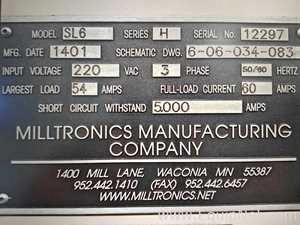 MODEL SL6 SERIES H SERIAL NO. 12297
MFG. DATE 1401 SCHEMATIC DWG. 6-06-034-083
INPUT VOLTAGE 220 VAC 3 PHASE 50/60 HERTZ
LARGEST LOAD 54 AMPS FULL-LOAD CURRENT 60 AMPS
SHORT CIRCUIT WITHSTAND 5,000 AMPS
MILLTRONICS MANUFACTURING
COMPANY
1400 MILL LANE, WACONIA MN 55387
952.442.1410 (FAX) 952.442.6457
WWW.MILLTRONICS.NET